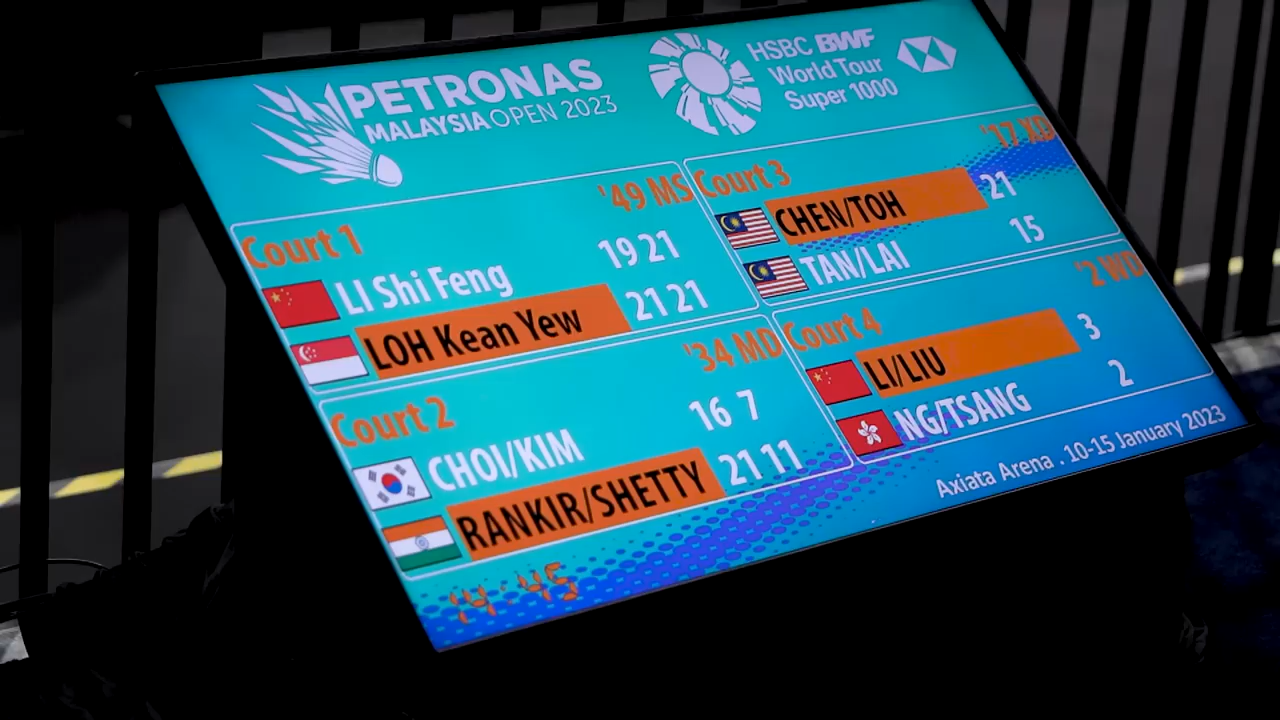 PETRONAS
MALAYSIA OPEN 2023
HSBC BWF
World Tour
Super 1000
Court 1 '49 MS
LI Shi Feng 19 21
LOH Kean Yew 21 21
Court 2 '34 MD
CHOI/KIM 16 7
RANKIR/SHETTY 21 11
Court 3 '17 XD
CHEN/TOH 21
TAN/LAI 15
Court 4 '2 WD
LI/LIU 3
NG/TSANG 2
14:45
Axiata Arena . 10-15 January 2023